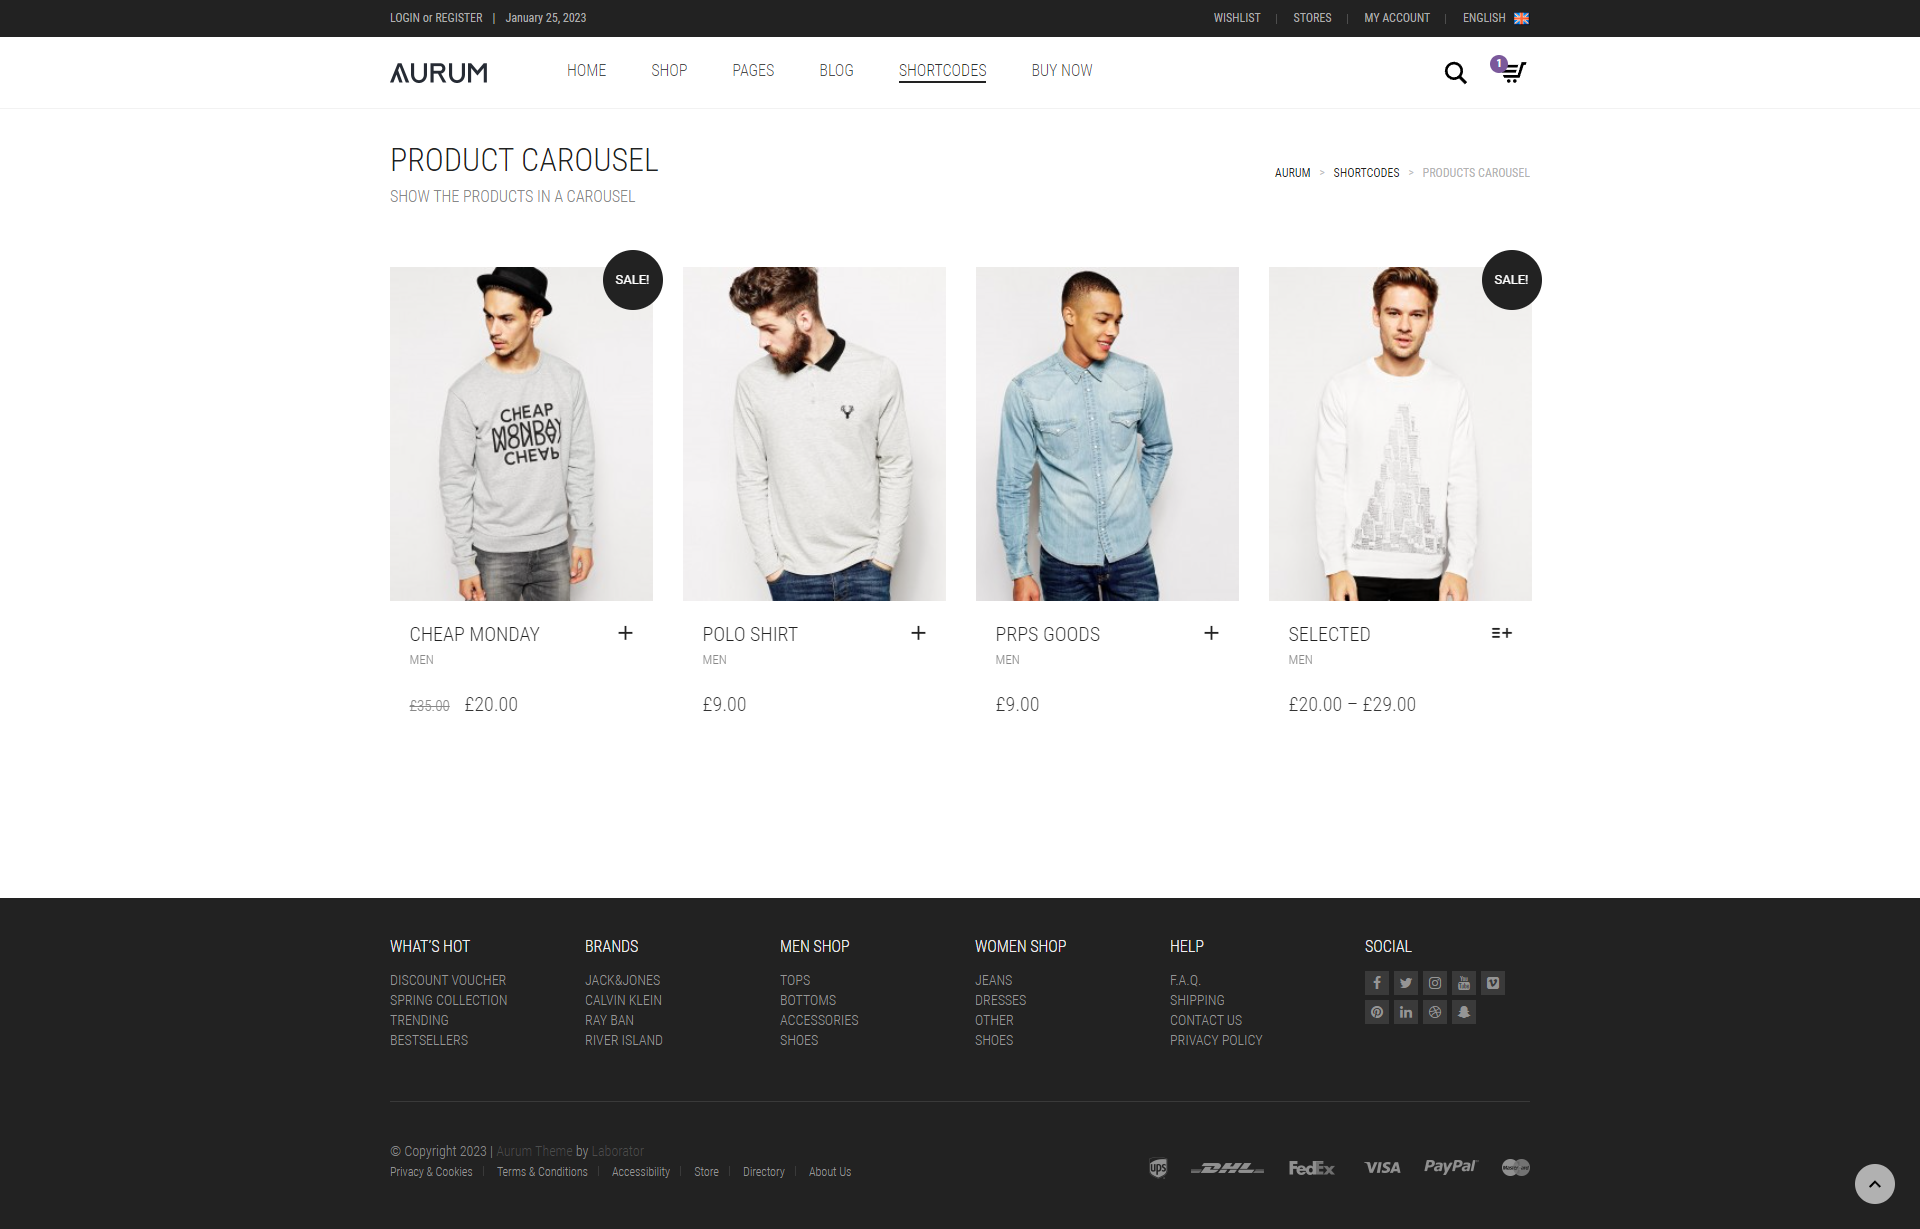 LOGIN or REGISTER | January 25, 2023
WISHLIST | STORES | MY ACCOUNT | ENGLISH
AURUM
HOME SHOP PAGES BLOG SHORTCODES BUY NOW
1
PRODUCT CAROUSEL
SHOW THE PRODUCTS IN A CAROUSEL
AURUM > SHORTCODES > PRODUCTS CAROUSEL
SALE!
SALE!
CHEAP
MONDAY
MONDAY
CHEAP
CHEAP MONDAY
MEN
£35.00 £20.00
POLO SHIRT
MEN
£9.00
PRPS GOODS
MEN
£9.00
SELECTED
MEN
£20.00 – £29.00
WHAT'S HOT
DISCOUNT VOUCHER
SPRING COLLECTION
TRENDING
BESTSELLERS
BRANDS
JACK&JONES
CALVIN KLEIN
RAY BAN
RIVER ISLAND
MEN SHOP
TOPS
BOTTOMS
ACCESSORIES
SHOES
WOMEN SHOP
JEANS
DRESSES
OTHER
SHOES
HELP
F.A.Q.
SHIPPING
CONTACT US
PRIVACY POLICY
SOCIAL
You Tube
© Copyright 2023 | Aurum Theme by Laborator
Privacy & Cookies | Terms & Conditions | Accessibility | Store | Directory | About Us
ups DHL FedEx VISA PayPal MasterCard